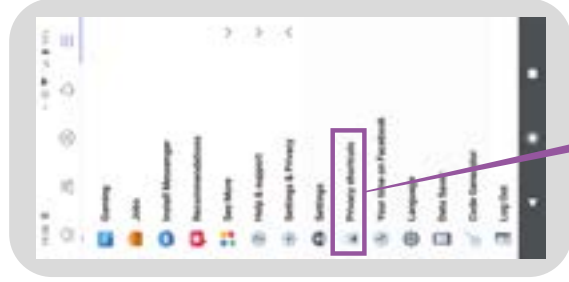 Gaming
Jobs
Install Messenger
Recommendations
See More
Help & support
Settings & Privacy
Settings
Privacy shortcuts
Your time on Facebook
Language
Data Saver
Code Generator
Log Out